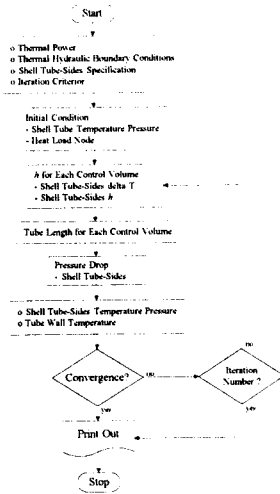 Start
o Thermal Power
o Thermal Hydraulic Boundary Conditions
o Shell Tube-Sides Specification
o Iteration Criterior
Initial Condition
- Shell Tube Temperature Pressure
- Heat Load Node
h for Each Control Volume
- Shell Tube-Sides delta T
- Shell Tube-Sides h
Tube Length for Each Control Volume
Pressure Drop
- Shell Tube-Sides
o Shell Tube-Sides Temperature Pressure
o Tube Wall Temperature
no
Convergence?
no
Iteration
Number ?
yes
yes
Print Out
Stop